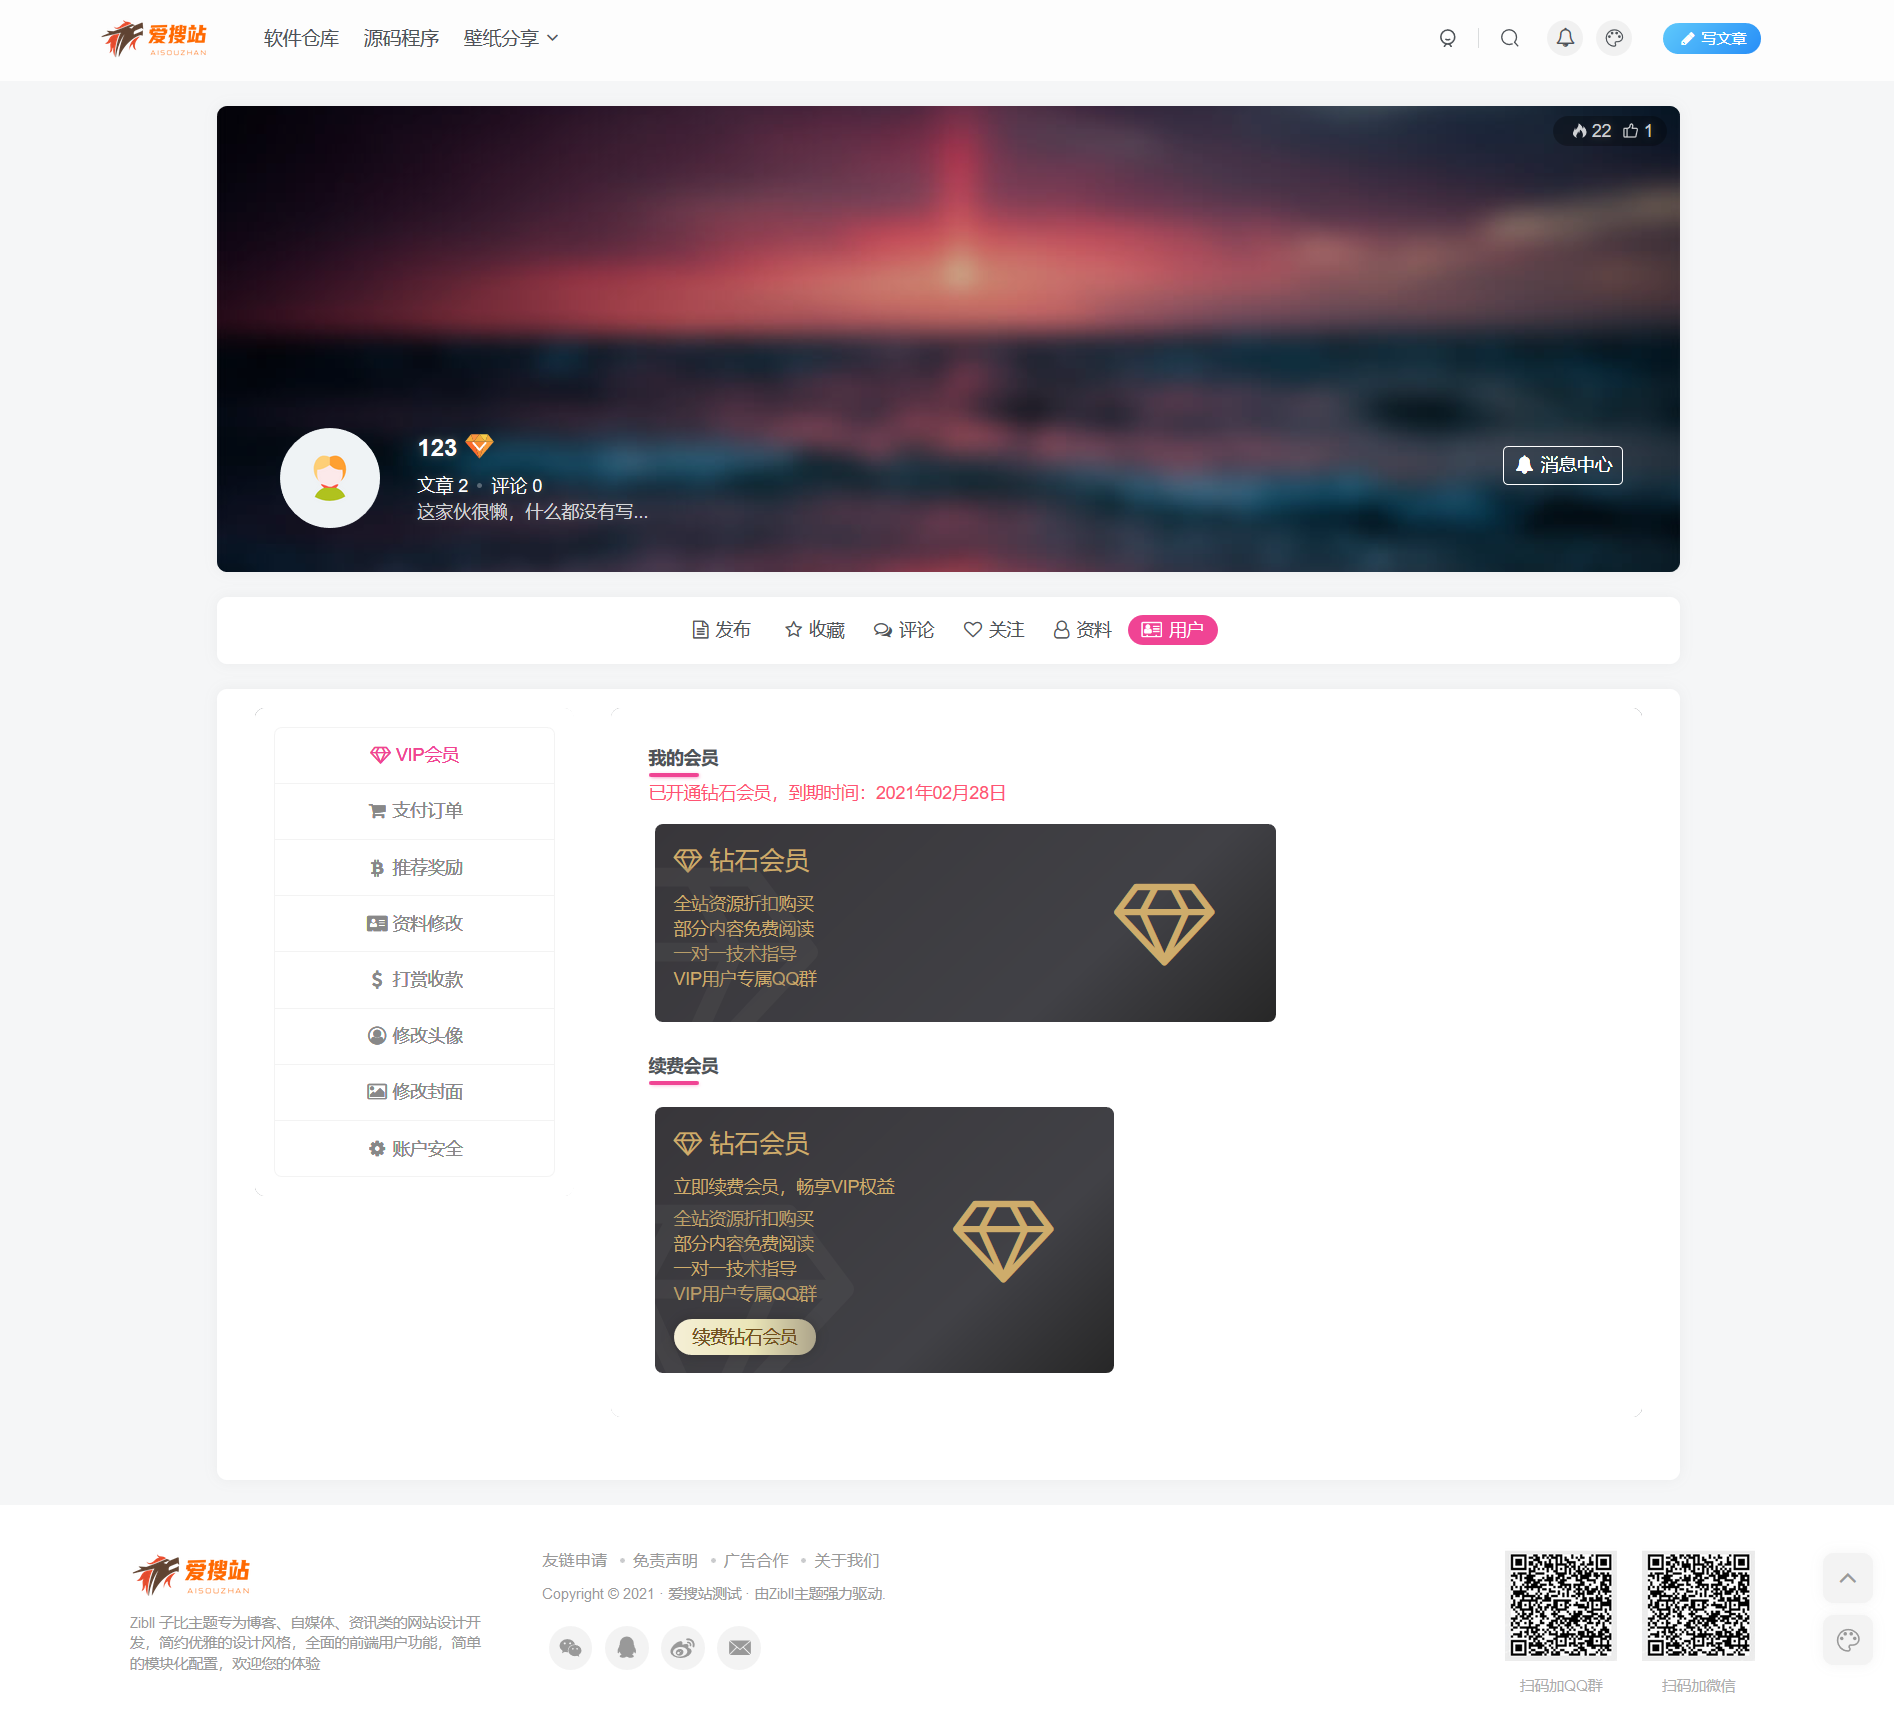 爱搜站
AISOUZHAN
软件仓库 源码程序 壁纸分享
写文章
22 1
123
文章 2 • 评论 0
这家伙很懒，什么都没有写...
消息中心
发布 收藏 评论 关注 资料 用户
VIP会员
支付订单
推荐奖励
资料修改
打赏收款
修改头像
修改封面
账户安全
我的会员
已开通钻石会员，到期时间：2021年02月28日
钻石会员
全站资源折扣购买
部分内容免费阅读
一对一技术指导
VIP用户专属QQ群
续费会员
钻石会员
立即续费会员，畅享VIP权益
全站资源折扣购买
部分内容免费阅读
一对一技术指导
VIP用户专属QQ群
续费钻石会员
爱搜站
AISOUZHAN
Zibll 子比主题专为博客、自媒体、资讯类的网站设计开
发，简约优雅的设计风格，全面的前端用户功能，简单
的模块化配置，欢迎您的体验
友链申请 • 免责声明 • 广告合作 • 关于我们
Copyright © 2021 · 爱搜站测试 · 由Zibll主题强力驱动.
扫码加QQ群
扫码加微信